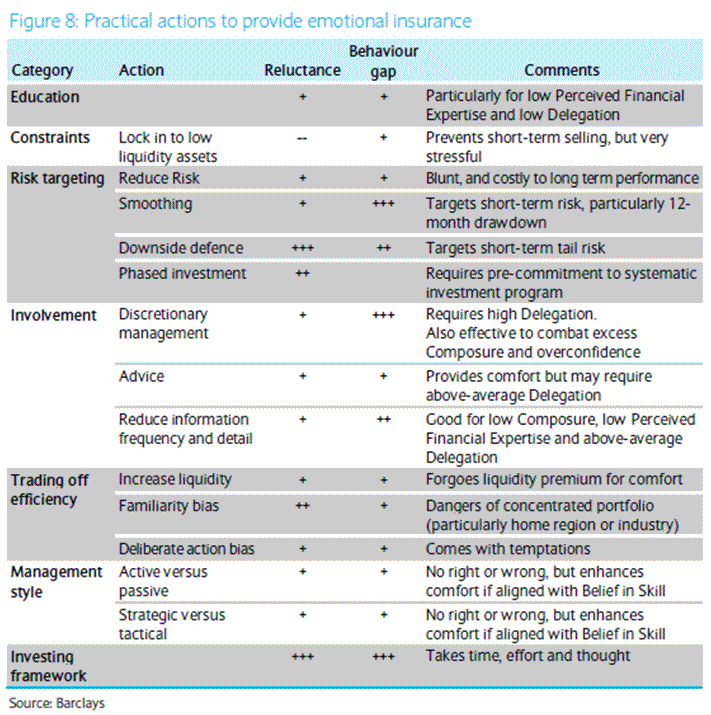 Figure 8: Practical actions to provide emotional insurance
Category Action Reluctance Behaviour gap Comments
Education + + Particularly for low Perceived Financial
Expertise and low Delegation
Constraints Lock in to low -- + Prevents short-term selling, but very
liquidity assets stressful
Risk targeting Reduce Risk + + Blunt, and costly to long term performance
Smoothing + +++ Targets short-term risk, particularly 12-
month drawdown
Downside defence +++ ++ Targets short-term tail risk
Phased investment ++ Requires pre-commitment to systematic
investment program
Involvement Discretionary + +++ Requires high Delegation.
management Also effective to combat excess
Composure and overconfidence
Advice + + Provides comfort but may require
above-average Delegation
Reduce information + ++ Good for low Composure, low Perceived
frequency and detail Financial Expertise and above-average
Delegation
Trading off Increase liquidity + + Forgoes liquidity premium for comfort
efficiency Familiarity bias ++ + Dangers of concentrated portfolio
(particularly home region or industry)
Deliberate action bias + + Comes with temptations
Management Active versus + + No right or wrong, but enhances
style passive comfort if aligned with Belief in Skill
Strategic versus + + No right or wrong, but enhances
tactical comfort if aligned with Belief in Skill
Investing +++ +++ Takes time, effort and thought
framework
Source: Barclays